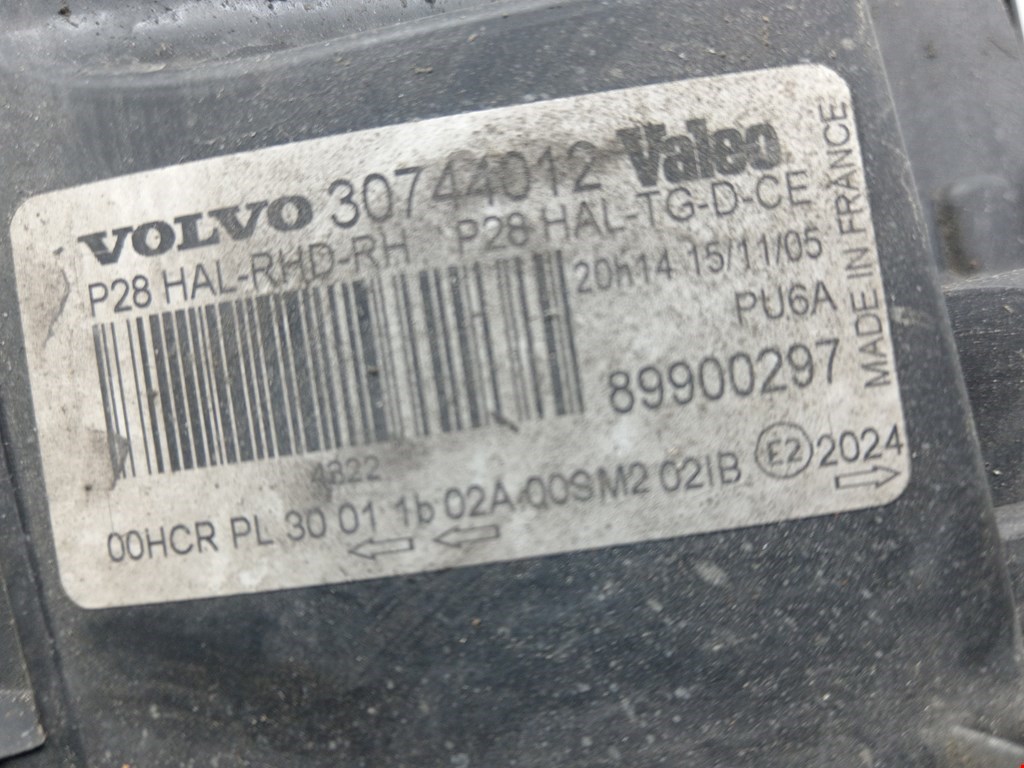 VOLVO 30744012 Valeo
P28 HAL-RHD-RH P28 HAL-TG-D-CE
20h14 15/11/05
PU6A
89900297
MADE IN FRANCE
4822
00HCR PL 30 01 1b 02A 00SM2 02IB E2 2024